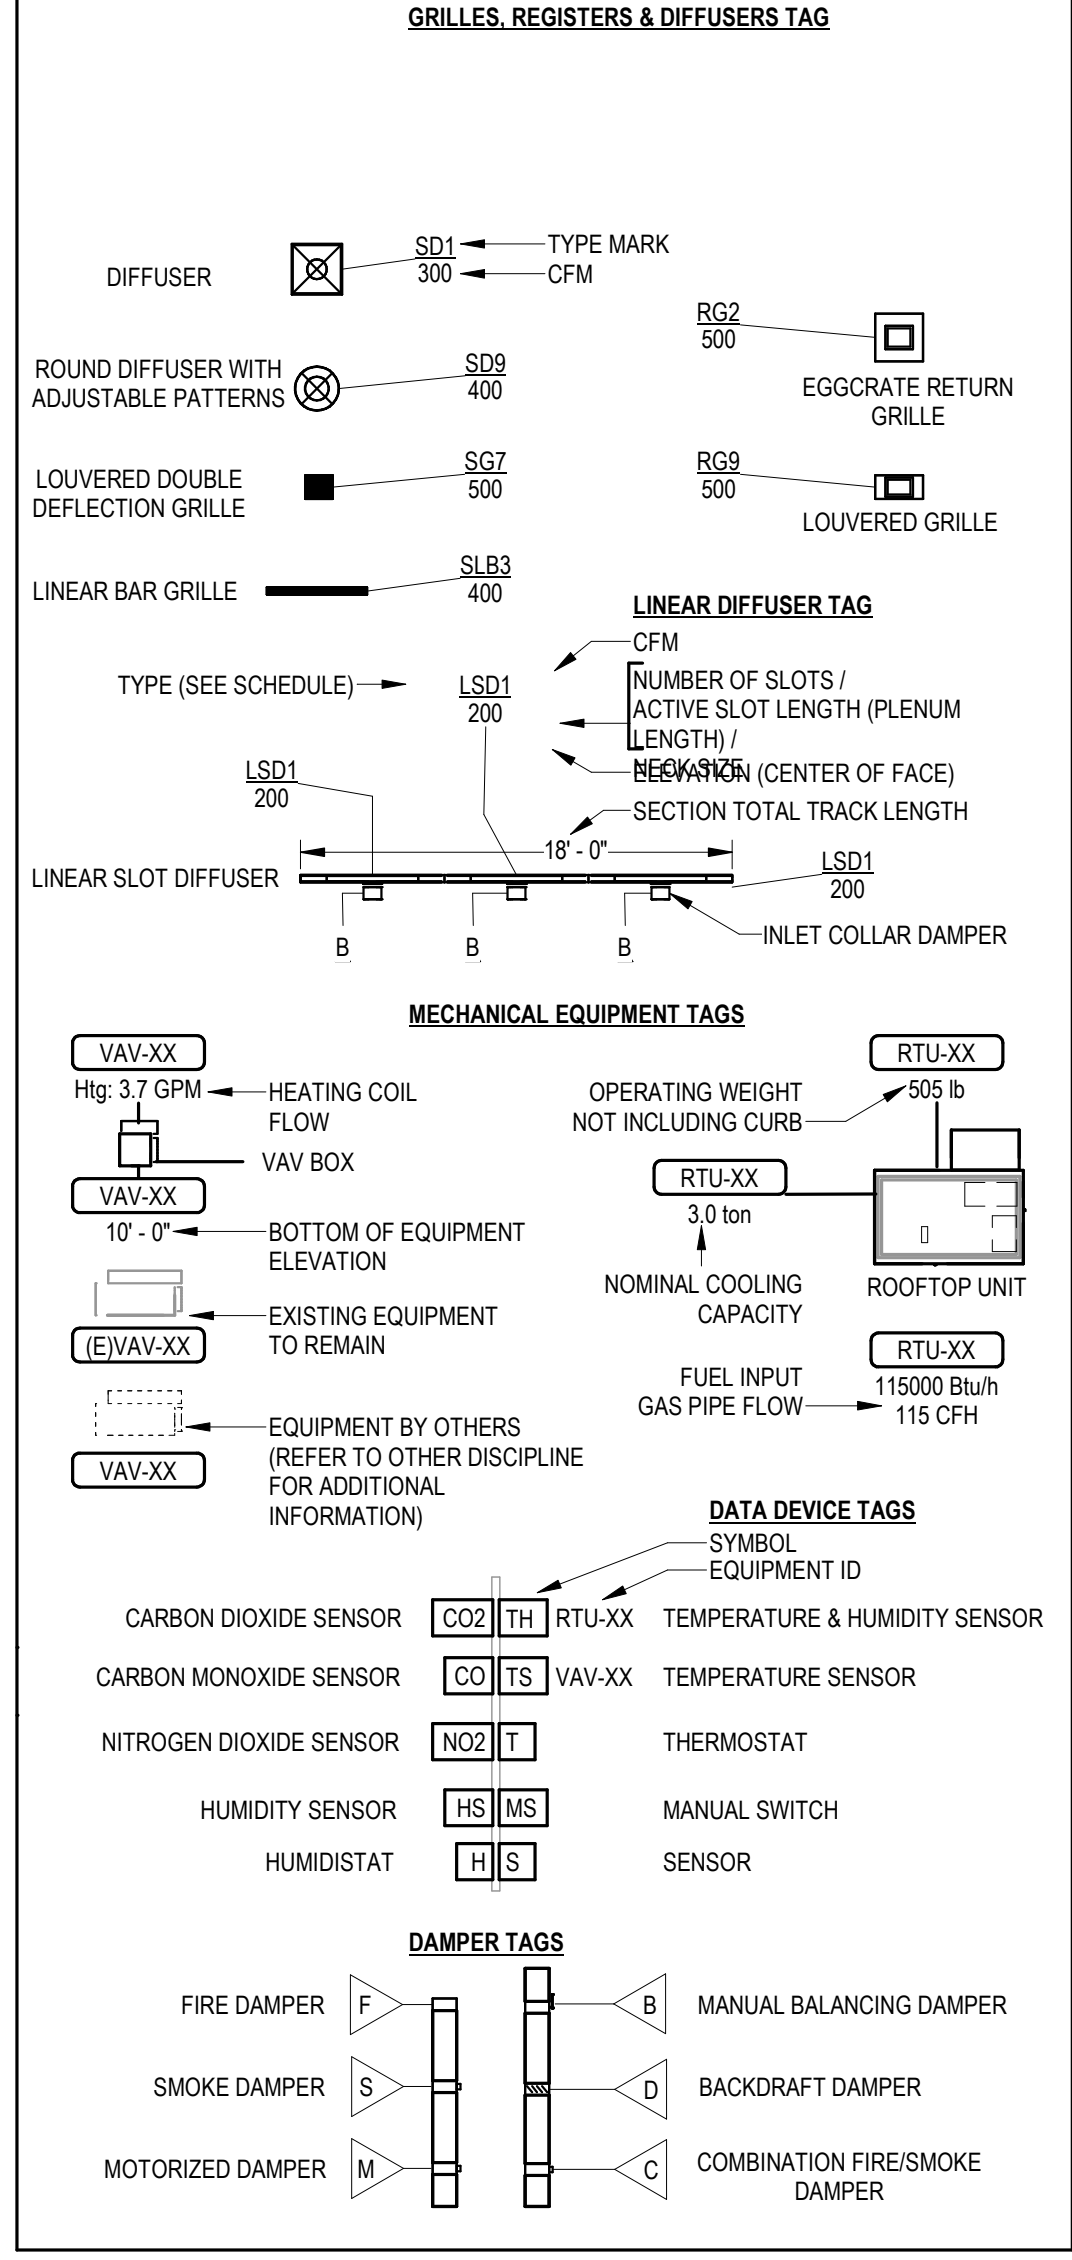 GRILLES, REGISTERS & DIFFUSERS TAG
DIFFUSER
SD1
300
TYPE MARK
CFM
RG2
500
EGGCRATE RETURN
GRILLE
ROUND DIFFUSER WITH
ADJUSTABLE PATTERNS
SD9
400
LOUVERED DOUBLE
DEFLECTION GRILLE
SG7
500
RG9
500
LOUVERED GRILLE
LINEAR BAR GRILLE
SLB3
400
LINEAR DIFFUSER TAG
CFM
TYPE (SEE SCHEDULE)
LSD1
200
NUMBER OF SLOTS /
ACTIVE SLOT LENGTH (PLENUM
LENGTH) /
NECK SIZE
ELEVATION (CENTER OF FACE)
LSD1
200
SECTION TOTAL TRACK LENGTH
18' - 0"
LINEAR SLOT DIFFUSER
LSD1
200
B
B
B
INLET COLLAR DAMPER
MECHANICAL EQUIPMENT TAGS
VAV-XX
Htg: 3.7 GPM
HEATING COIL
FLOW
VAV BOX
VAV-XX
10' - 0"
BOTTOM OF EQUIPMENT
ELEVATION
EXISTING EQUIPMENT
TO REMAIN
(E)VAV-XX
EQUIPMENT BY OTHERS
(REFER TO OTHER DISCIPLINE
FOR ADDITIONAL
INFORMATION)
VAV-XX
RTU-XX
505 lb
OPERATING WEIGHT
NOT INCLUDING CURB
RTU-XX
3.0 ton
NOMINAL COOLING
CAPACITY
ROOFTOP UNIT
RTU-XX
115000 Btu/h
115 CFH
FUEL INPUT
GAS PIPE FLOW
DATA DEVICE TAGS
SYMBOL
EQUIPMENT ID
CARBON DIOXIDE SENSOR CO2 TH RTU-XX TEMPERATURE & HUMIDITY SENSOR
CARBON MONOXIDE SENSOR CO TS VAV-XX TEMPERATURE SENSOR
NITROGEN DIOXIDE SENSOR NO2 T THERMOSTAT
HUMIDITY SENSOR HS MS MANUAL SWITCH
HUMIDISTAT H S SENSOR
DAMPER TAGS
FIRE DAMPER F B MANUAL BALANCING DAMPER
SMOKE DAMPER S D BACKDRAFT DAMPER
MOTORIZED DAMPER M C COMBINATION FIRE/SMOKE
DAMPER